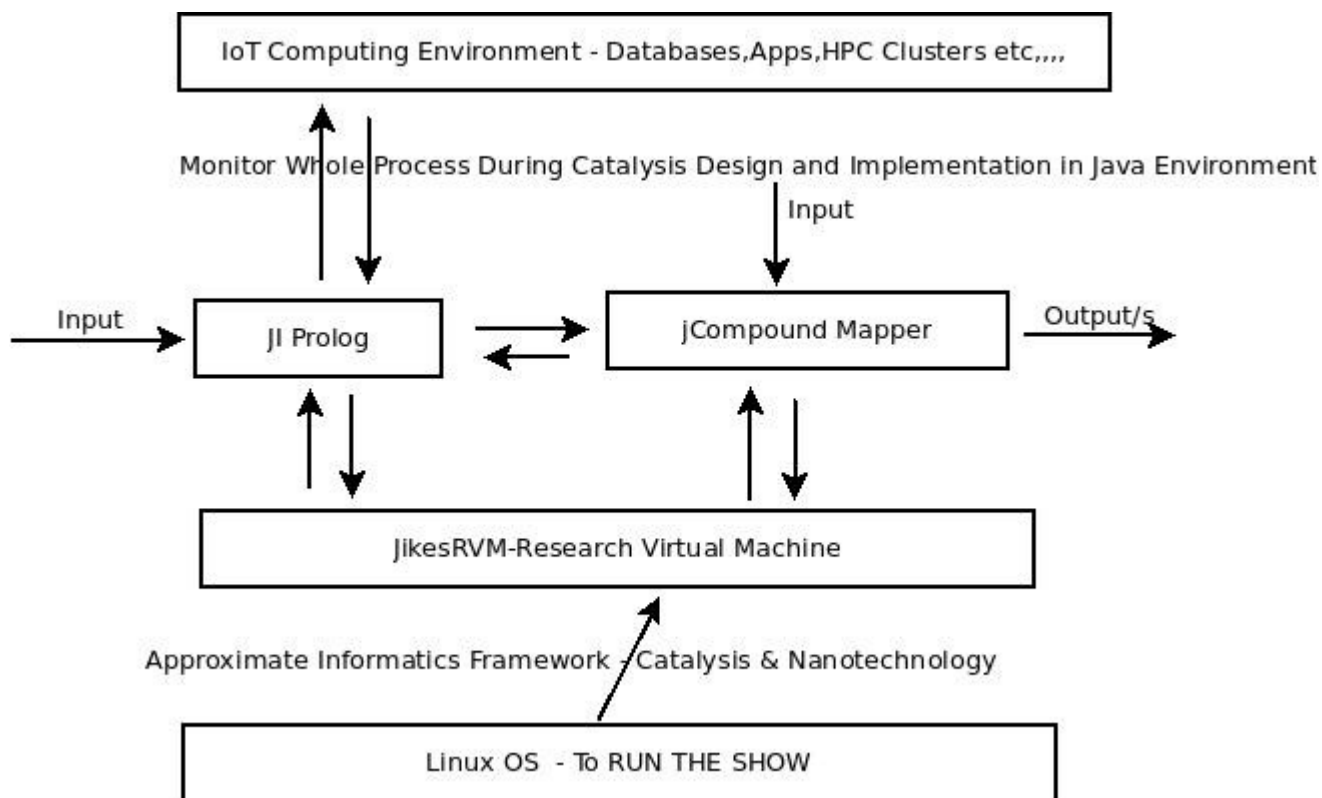 IoT Computing Environment - Databases,Apps,HPC Clusters etc,,,,
Monitor Whole Process During Catalysis Design and Implementation in Java Environment
Input
Input
JI Prolog
jCompound Mapper
Output/s
JikesRVM-Research Virtual Machine
Approximate Informatics Framework - Catalysis & Nanotechnology
Linux OS - To RUN THE SHOW